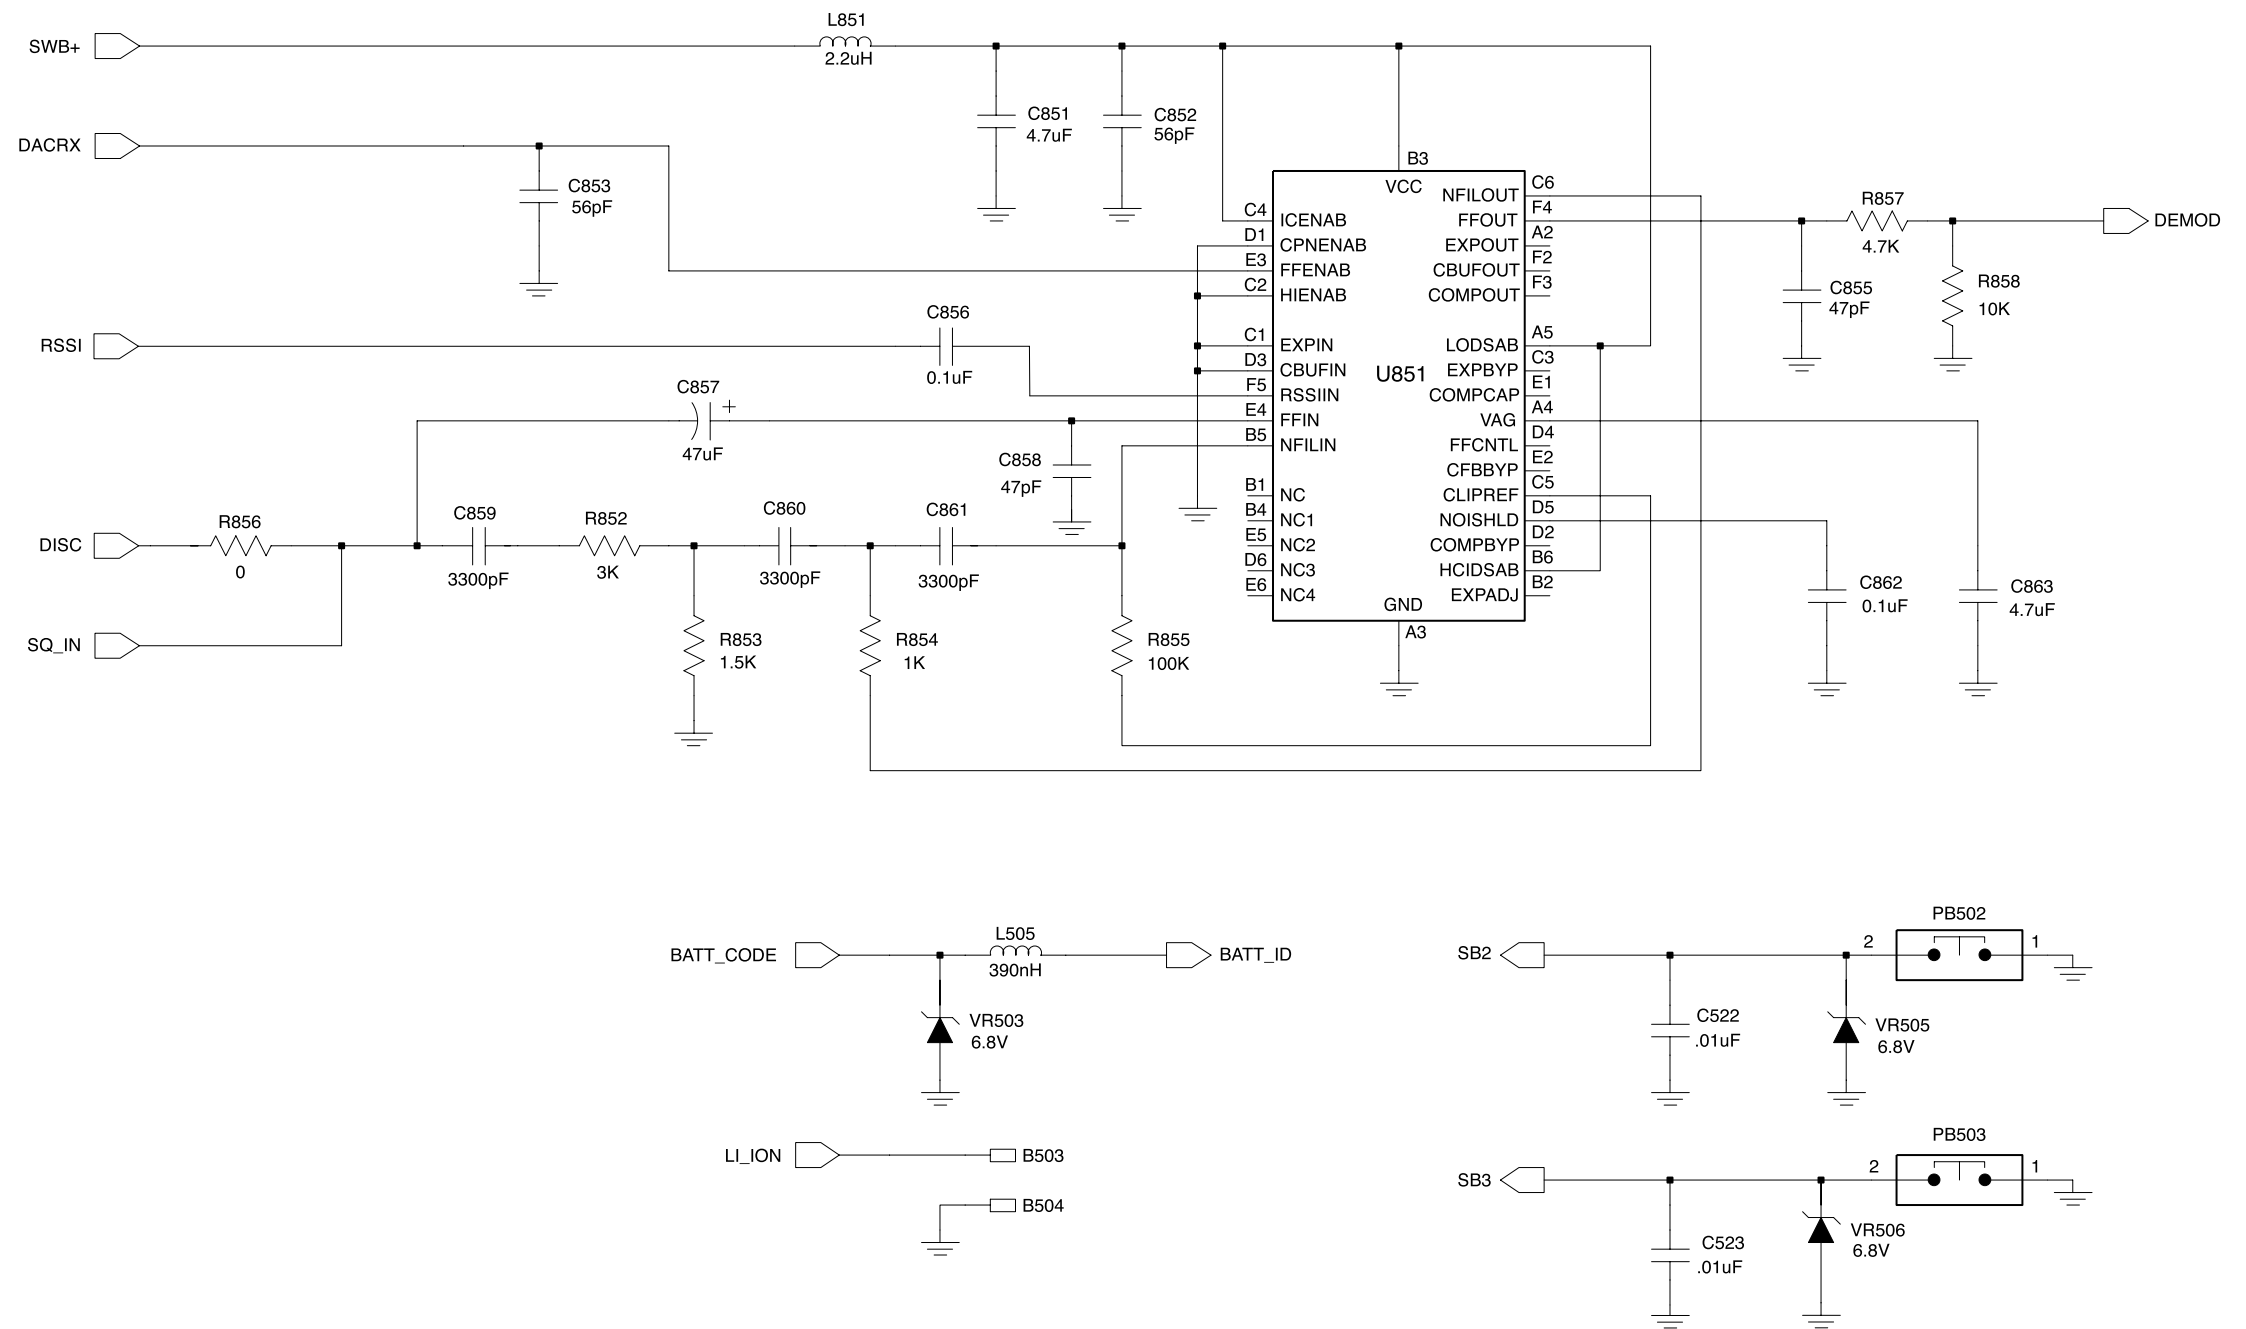 L851
SWB+
2.2uH
C851
4.7uF
C852
56pF
DACRX
C853
56pF
B3
VCC
C4 ICENAB
D1 CPNENAB
E3 FFENAB
C2 HIENAB
C1 EXPIN
D3 CBUFIN
F5 RSSIIN
E4 FFIN
B5 NFILIN
B1 NC
B4 NC1
E5 NC2
D6 NC3
E6 NC4
U851
NFILOUT C6
FFOUT F4
EXPOUT A2
CBUFOUT F2
COMPOUT F3
LODSAB A5
EXPBYP C3
COMPCAP E1
VAG A4
FFCNTL D4
CFBBYP E2
CLIPREF C5
NOISHLD D5
COMPBYP D2
HCIDSAB B6
EXPADJ B2
GND
A3
R857
4.7K
DEMOD
C855
47pF
R858
10K
RSSI
C856
0.1uF
C857
+
47uF
C858
47pF
DISC
R856
0
C859
3300pF
R852
3K
C860
3300pF
C861
3300pF
SQ_IN
R853
1.5K
R854
1K
R855
100K
C862
0.1uF
C863
4.7uF
BATT_CODE
L505
390nH
BATT_ID
VR503
6.8V
LI_ION
B503
B504
PB502
SB2
2
1
C522
.01uF
VR505
6.8V
PB503
SB3
2
1
C523
.01uF
VR506
6.8V